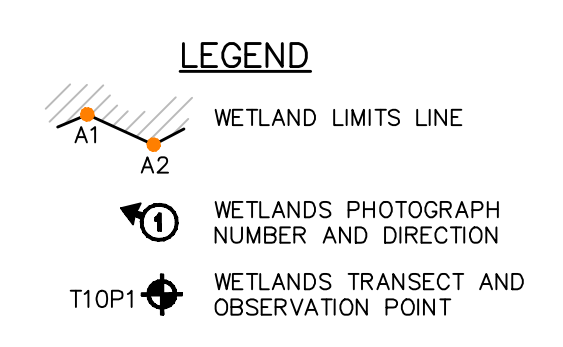 LEGEND
WETLAND LIMITS LINE
A1
A2
1
WETLANDS PHOTOGRAPH
NUMBER AND DIRECTION
T10P1
WETLANDS TRANSECT AND
OBSERVATION POINT